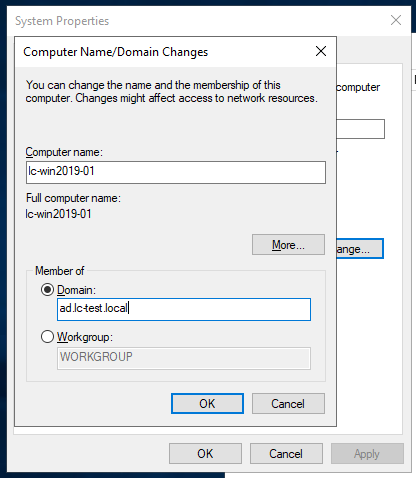 System Properties
Computer Name/Domain Changes
You can change the name and the membership of this
computer. Changes might affect access to network resources.
computer
Computer name:
lc-win2019-01
Full computer name:
lc-win2019-01
More...
ange...
Member of
Domain:
ad.lc-test.local
Workgroup:
WORKGROUP
OK
Cancel
OK
Cancel
Apply